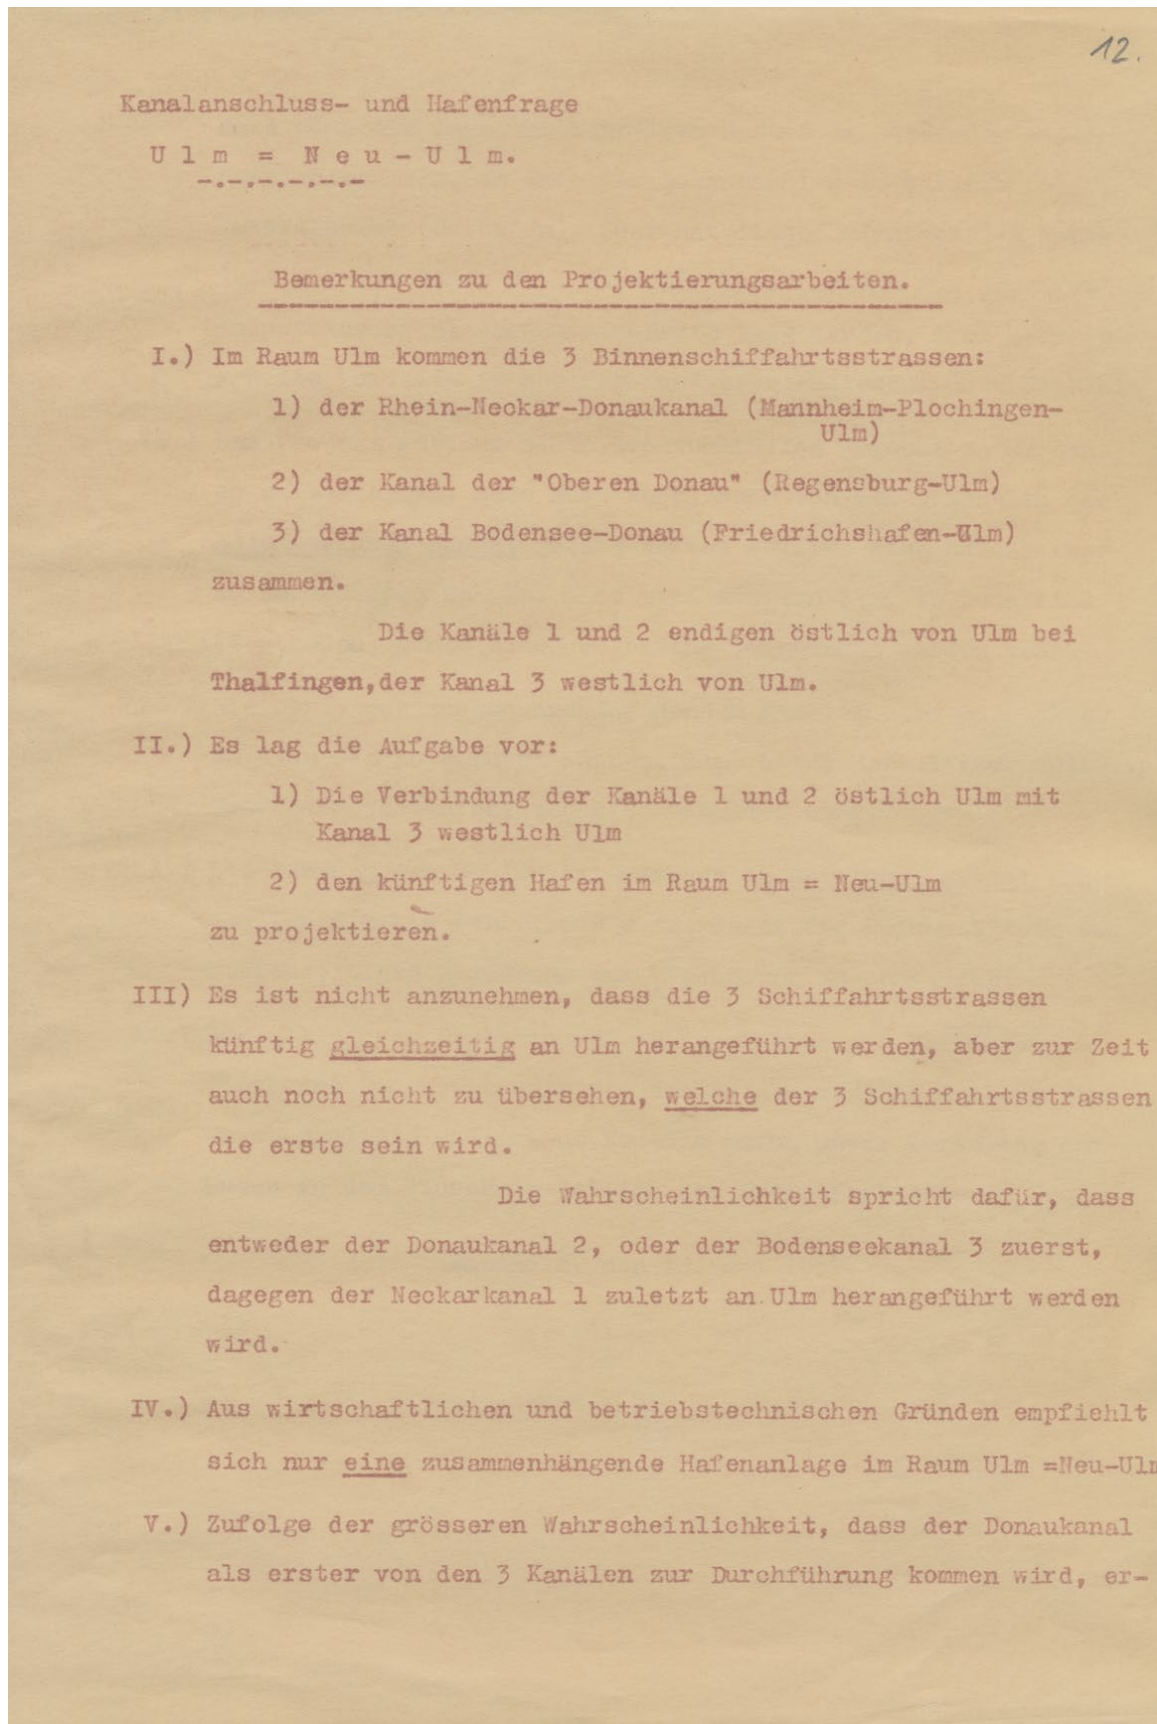 12.
Kanalanschluss- und Hafenfrage
U l m = N e u - U l m.
-.-.-.-.-.-
Bemerkungen zu den Projektierungsarbeiten.
I.) Im Raum Ulm kommen die 3 Binnenschiffahrtsstrassen:
1) der Rhein-Neckar-Donaukanal (Mannheim-Plochingen-
Ulm)
2) der Kanal der "Oberen Donau" (Regensburg-Ulm)
3) der Kanal Bodensee-Donau (Friedrichshafen-Ulm)
zusammen.
Die Kanäle 1 und 2 endigen östlich von Ulm bei
Thalfingen,der Kanal 3 westlich von Ulm.
II.) Es lag die Aufgabe vor:
1) Die Verbindung der Kanäle 1 und 2 östlich Ulm mit
Kanal 3 westlich Ulm
2) den künftigen Hafen im Raum Ulm = Neu-Ulm
zu projektieren.
III) Es ist nicht anzunehmen, dass die 3 Schiffahrtsstrassen
künftig gleichzeitig an Ulm herangeführt werden, aber zur Zeit
auch noch nicht zu übersehen, welche der 3 Schiffahrtsstrassen
die erste sein wird.
Die Wahrscheinlichkeit spricht dafür, dass
entweder der Donaukanal 2, oder der Bodenseekanal 3 zuerst,
dagegen der Neckarkanal 1 zuletzt an Ulm herangeführt werden
wird.
IV.) Aus wirtschaftlichen und betriebstechnischen Gründen empfiehlt
sich nur eine zusammenhängende Hafenanlage im Raum Ulm =Neu-Ulm
V.) Zufolge der grösseren Wahrscheinlichkeit, dass der Donaukanal
als erster von den 3 Kanälen zur Durchführung kommen wird, er-